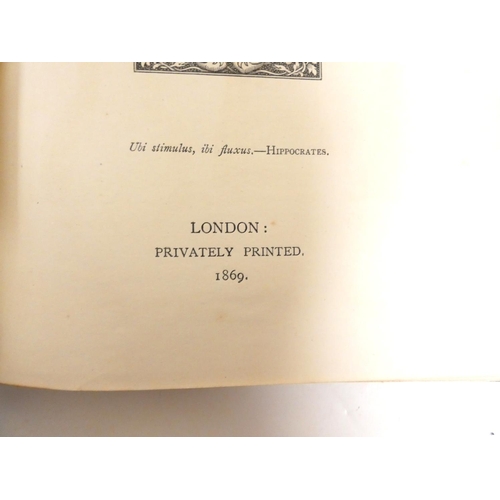 Ubi stimulus, ibi fluxus.—HIPPOCRATES.
LONDON:
PRIVATELY PRINTED.
1869.